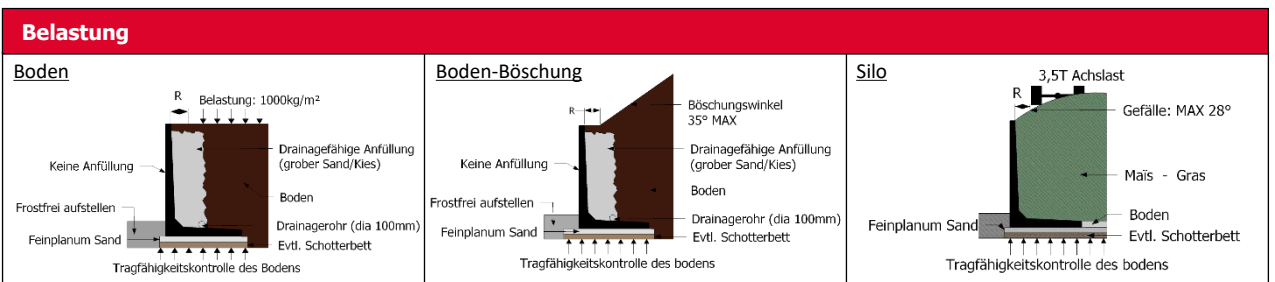 Belastung
Boden
R
Belastung: 1000kg/m²
Keine Anfüllung
Drainagefähige Anfüllung
(grober Sand/Kies)
Boden
Frostfrei aufstellen
Drainagerohr (dia 100mm)
Feinplanum Sand
Evtl. Schotterbett
Tragfähigkeitskontrolle des Bodens
Boden-Böschung
R
Böschungswinkel
35° MAX
Drainagefähige Anfüllung
(grober Sand/Kies)
Keine Anfüllung
Boden
Frostfrei aufstellen
Drainagerohr (dia 100mm)
Feinplanum Sand
Evtl. Schotterbett
Tragfähigkeitskontrolle des bodens
Silo
3,5T Achslast
R
Gefälle: MAX 28°
Maïs - Gras
Boden
Feinplanum Sand
Evtl. Schotterbett
Tragfähigkeitskontrolle des bodens